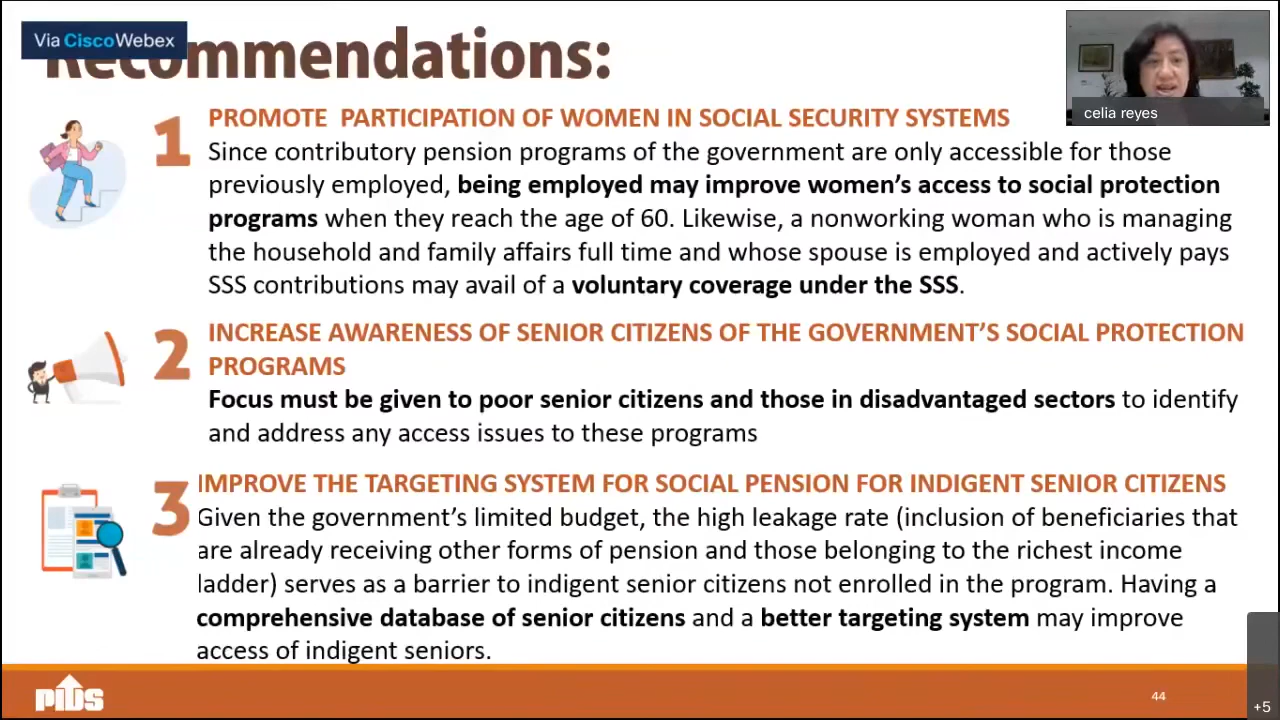 Via Cisco Webex
Recommendations:
celia reyes
1 PROMOTE PARTICIPATION OF WOMEN IN SOCIAL SECURITY SYSTEMS
Since contributory pension programs of the government are only accessible for those
previously employed, being employed may improve women's access to social protection
programs when they reach the age of 60. Likewise, a nonworking woman who is managing
the household and family affairs full time and whose spouse is employed and actively pays
SSS contributions may avail of a voluntary coverage under the SSS.
2 INCREASE AWARENESS OF SENIOR CITIZENS OF THE GOVERNMENT'S SOCIAL PROTECTION
PROGRAMS
Focus must be given to poor senior citizens and those in disadvantaged sectors to identify
and address any access issues to these programs
3 IMPROVE THE TARGETING SYSTEM FOR SOCIAL PENSION FOR INDIGENT SENIOR CITIZENS
Given the government's limited budget, the high leakage rate (inclusion of beneficiaries that
are already receiving other forms of pension and those belonging to the richest income
ladder) serves as a barrier to indigent senior citizens not enrolled in the program. Having a
comprehensive database of senior citizens and a better targeting system may improve
access of indigent seniors.
PIDS
44
+5